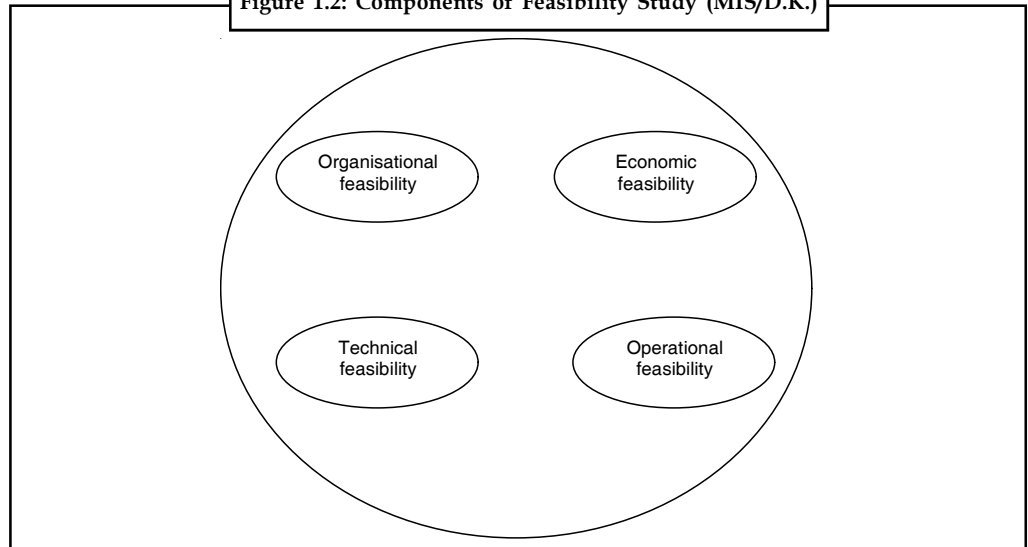 Figure 1.2: Components of Feasibility Study (MIS/D.K.)
Organisational
feasibility
Economic
feasibility
Technical
feasibility
Operational
feasibility